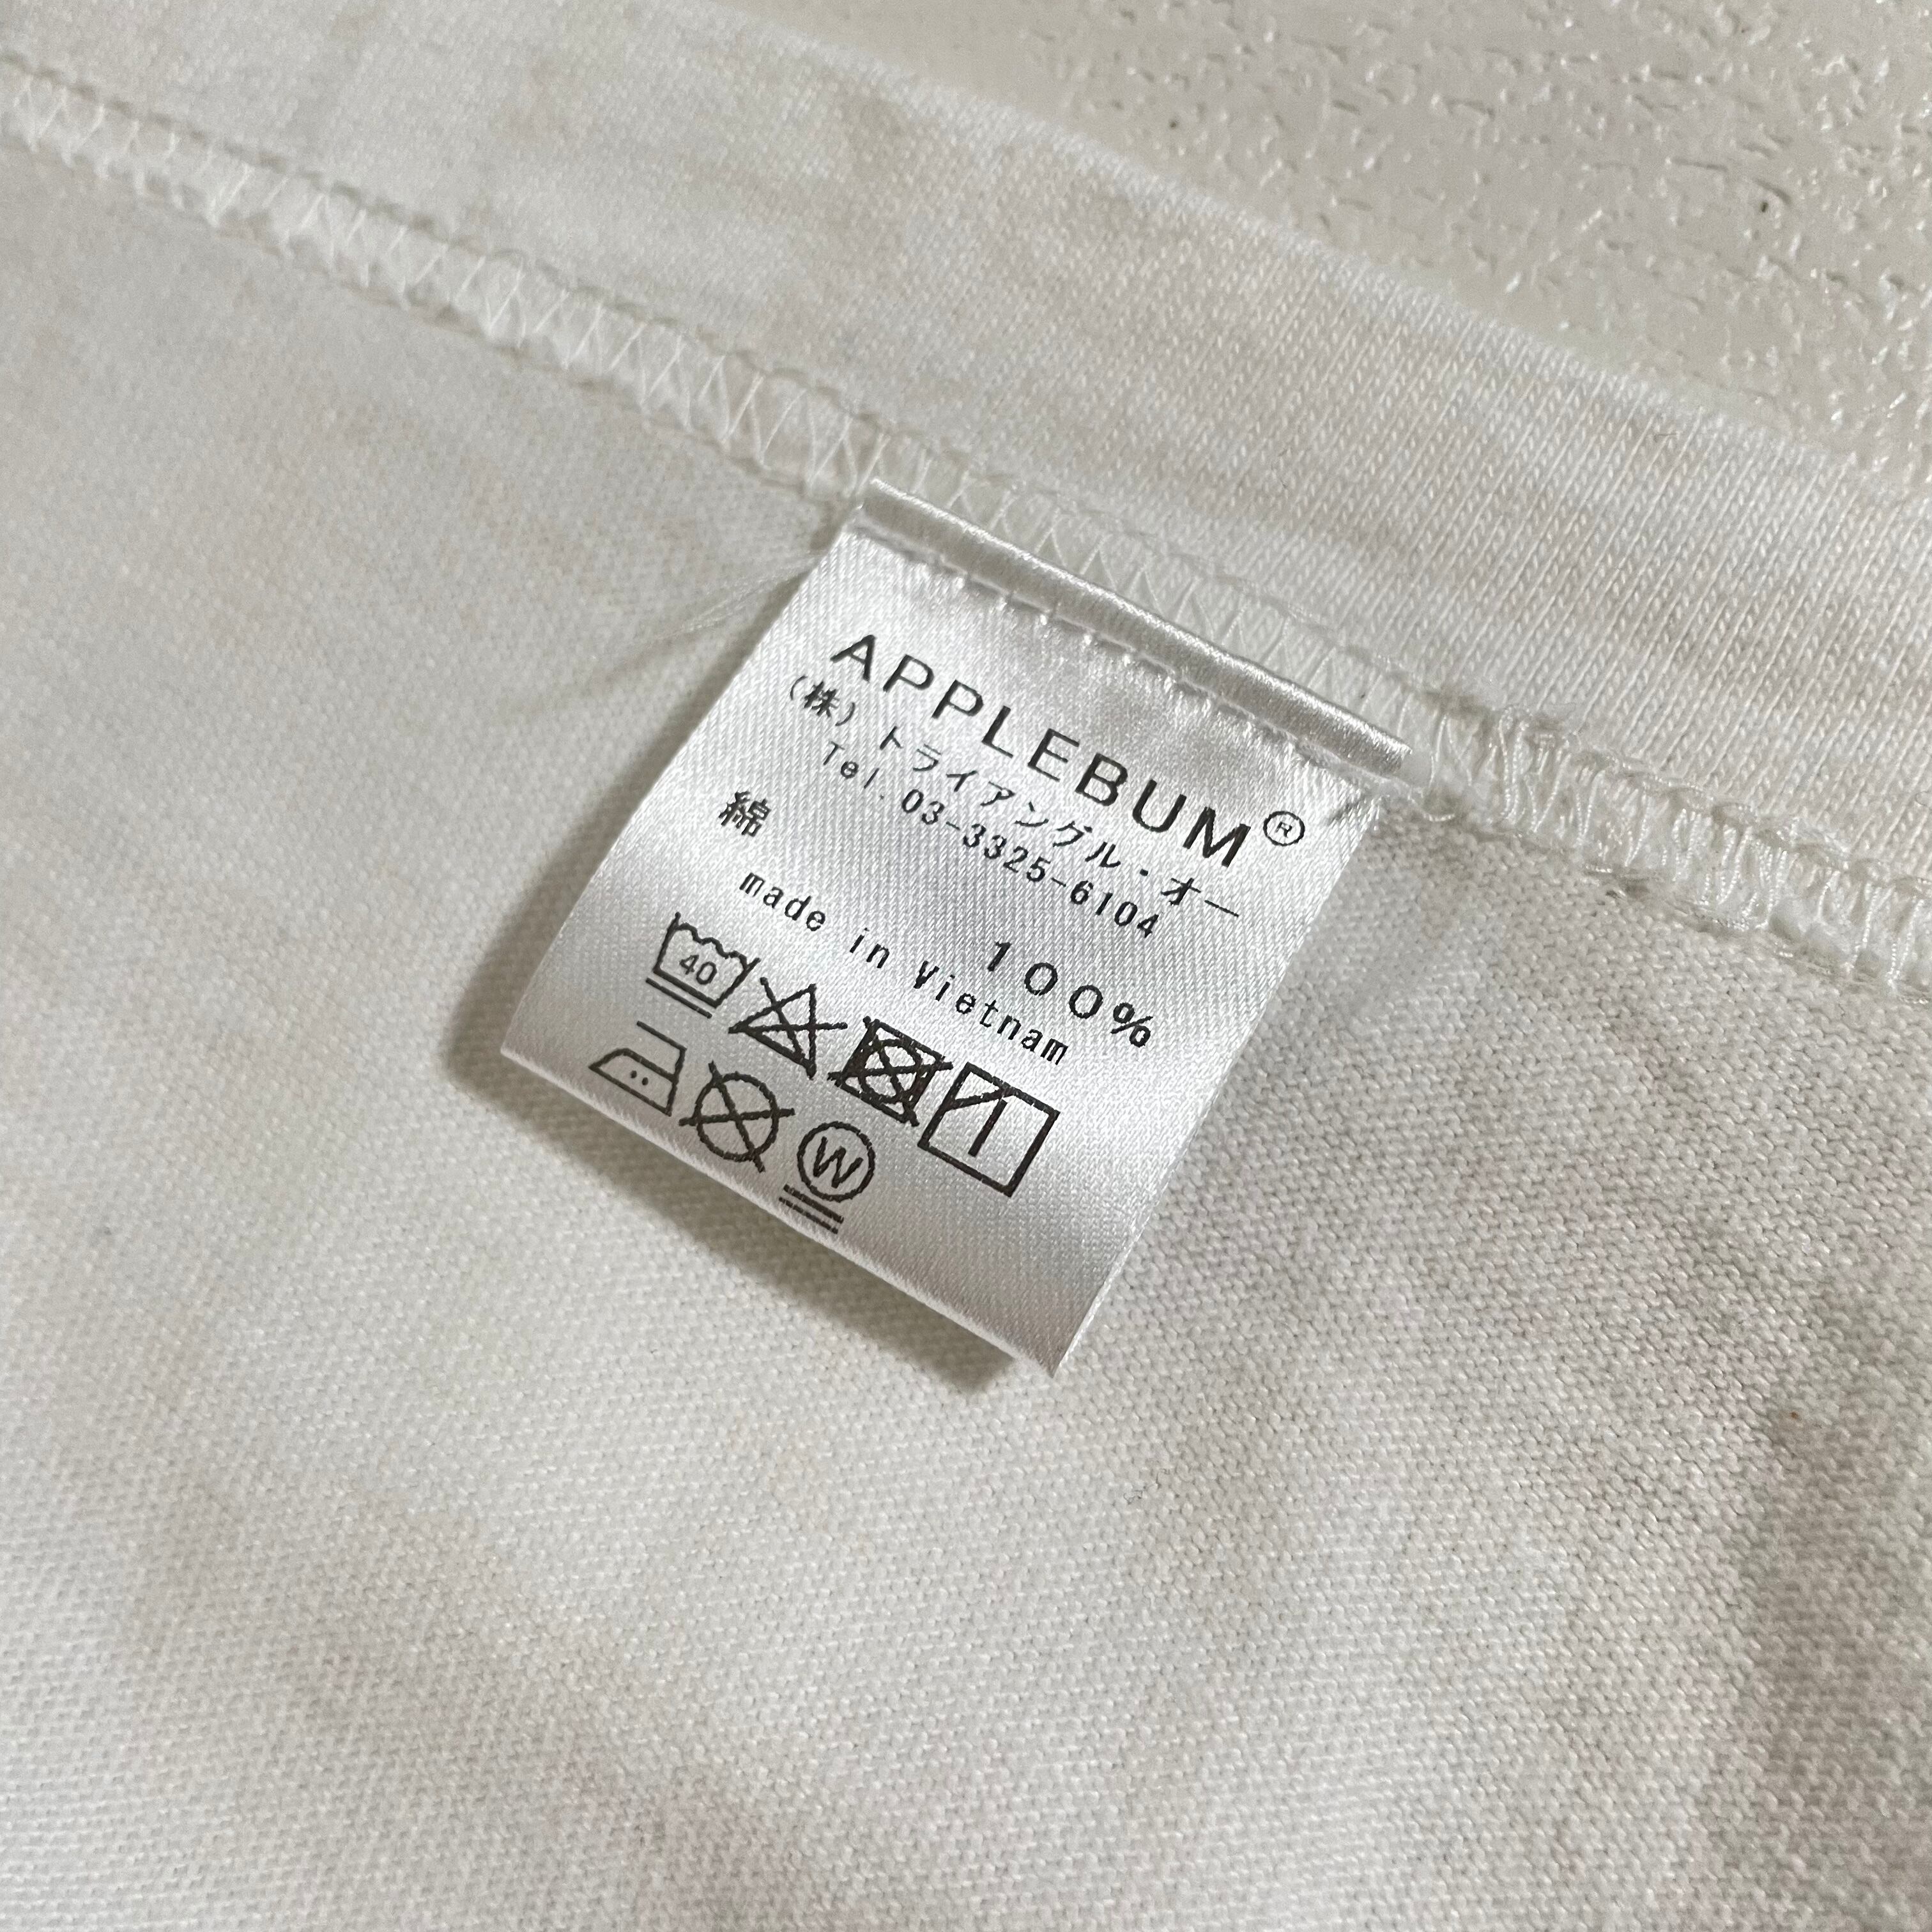 APPLEBUM®
(株)トライアングル・オー
Tel. 03-3325-6104
綿 100%
made in Vietnam
40
W